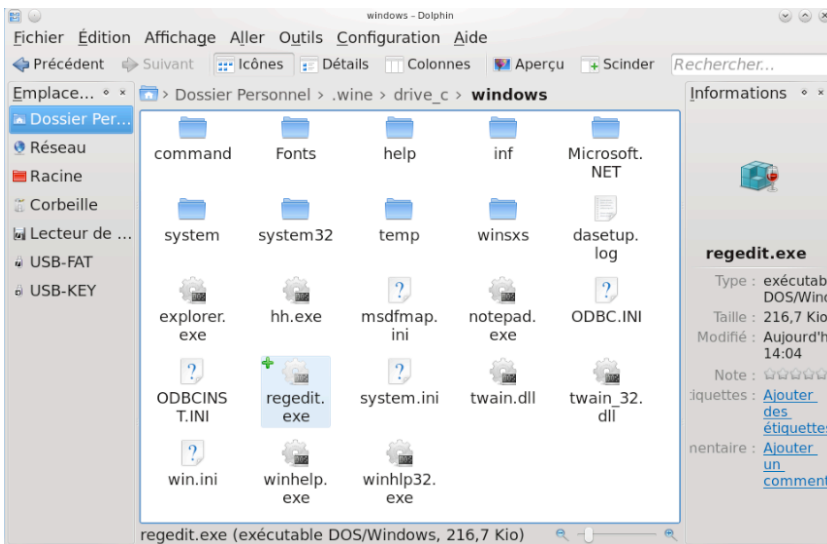 windows – Dolphin
Fichier Édition Affichage Aller Outils Configuration Aide
Précédent Suivant Icônes Détails Colonnes Aperçu Scinder Rechercher...
Emplace...
Dossier Personnel > .wine > drive_c > windows
Informations
Dossier Per...
Réseau
Racine
Corbeille
Lecteur de ...
USB-FAT
USB-KEY
command Fonts help inf Microsoft.
NET
system system32 temp winsxs dasetup.
log
explorer.
exe
hh.exe
msdfmap.
ini
notepad.
exe
ODBC.INI
ODBCINS
T.INI
regedit.
exe
system.ini
twain.dll
twain_32.
dll
win.ini
winhelp.
exe
winhlp32.
exe
regedit.exe
Type : exécutab
DOS/Wind
Taille : 216,7 Kio
Modifié : Aujourd'h
14:04
Note :
iquettes : Ajouter
des
étiquettes
nentaire : Ajouter
un
comment
regedit.exe (exécutable DOS/Windows, 216,7 Kio)